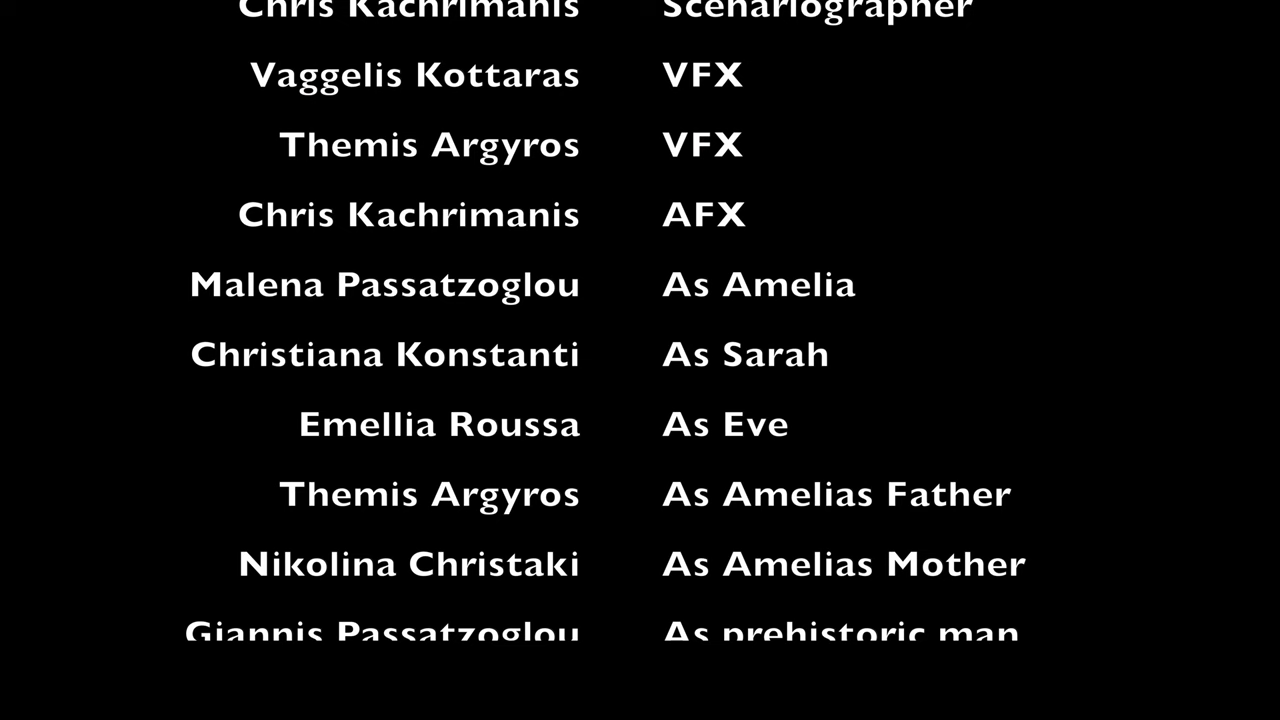 Chris Kachrimanis Scenariographer
Vaggelis Kottaras VFX
Themis Argyros VFX
Chris Kachrimanis AFX
Malena Passatzoglou As Amelia
Christiana Konstanti As Sarah
Emellia Roussa As Eve
Themis Argyros As Amelias Father
Nikolina Christaki As Amelias Mother
Giannis Passatzoglou As prehistoric man